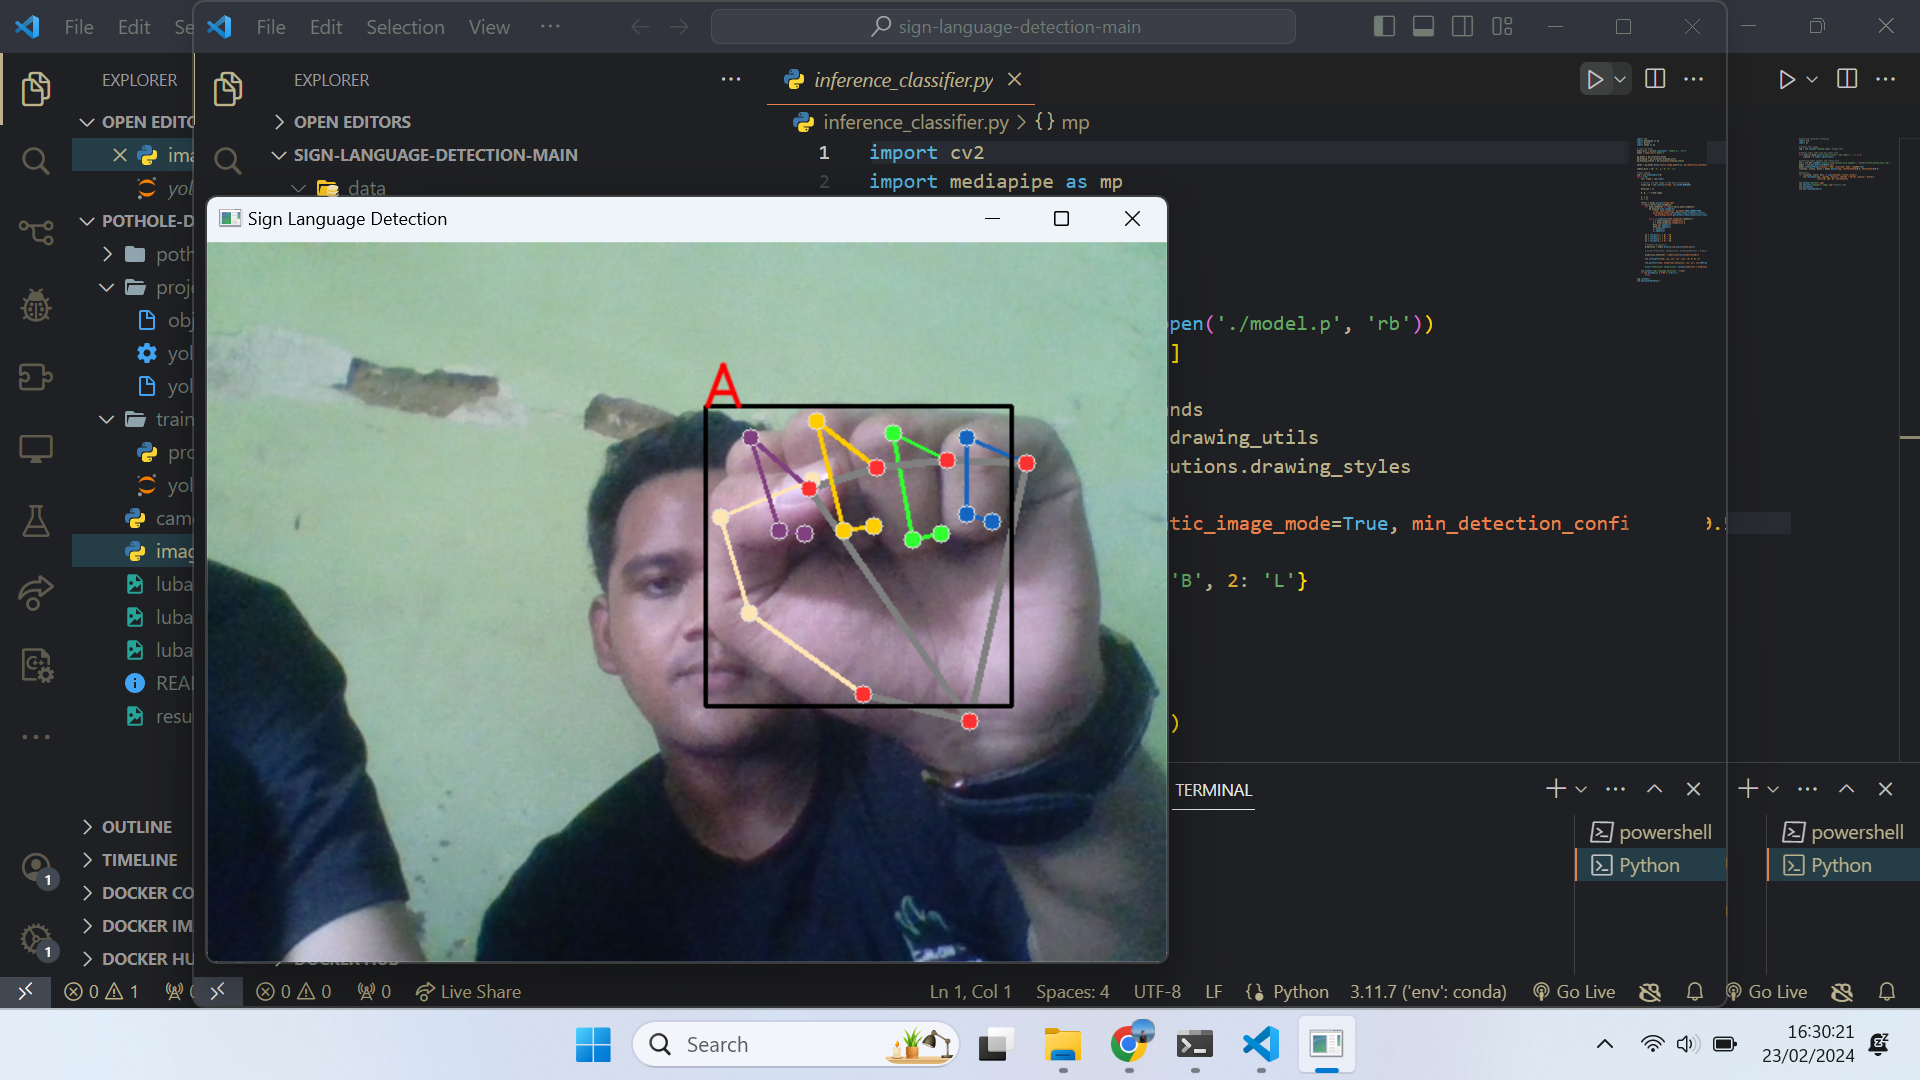 File Edit Se
File Edit Selection View ...
sign-language-detection-main
EXPLORER
OPEN EDITO
ima
yol
POTHOLE-D
poth
proje
obj
yol
yol
train
pro
yol
cam
imag
luba
luba
luba
REA
resu
OUTLINE
TIMELINE
DOCKER CO
DOCKER IM
DOCKER HU
EXPLORER
OPEN EDITORS
SIGN-LANGUAGE-DETECTION-MAIN
data
inference_classifier.py
inference_classifier.py > {} mp
1 import cv2
2 import mediapipe as mp
pen('./model.p', 'rb'))
]
nds
drawing_utils
utions.drawing_styles
tic_image_mode=True, min_detection_confi
'B', 2: 'L'}
)
Sign Language Detection
A
TERMINAL
powershell
Python
powershell
Python
0 1
0 0 0 Live Share
Ln 1, Col 1 Spaces: 4 UTF-8 LF Python 3.11.7 ('env': conda) Go Live
Go Live
1
1
Search
16:30:21
23/02/2024